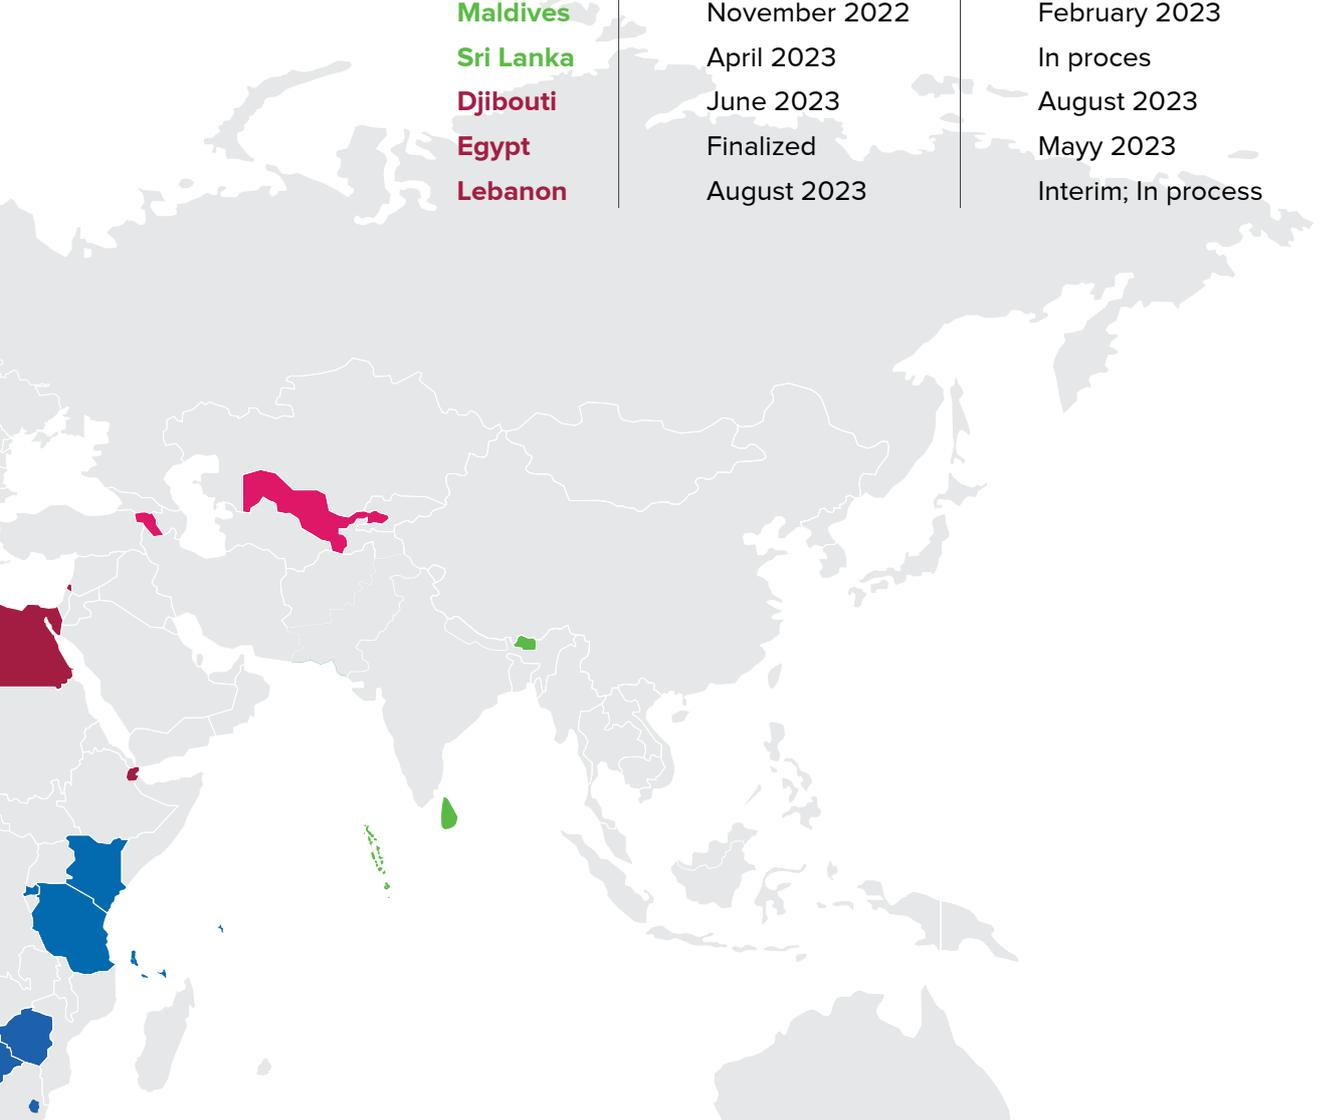 Maldives November 2022 February 2023
Sri Lanka April 2023 In proces
Djibouti June 2023 August 2023
Egypt Finalized Mayy 2023
Lebanon August 2023 Interim; In process